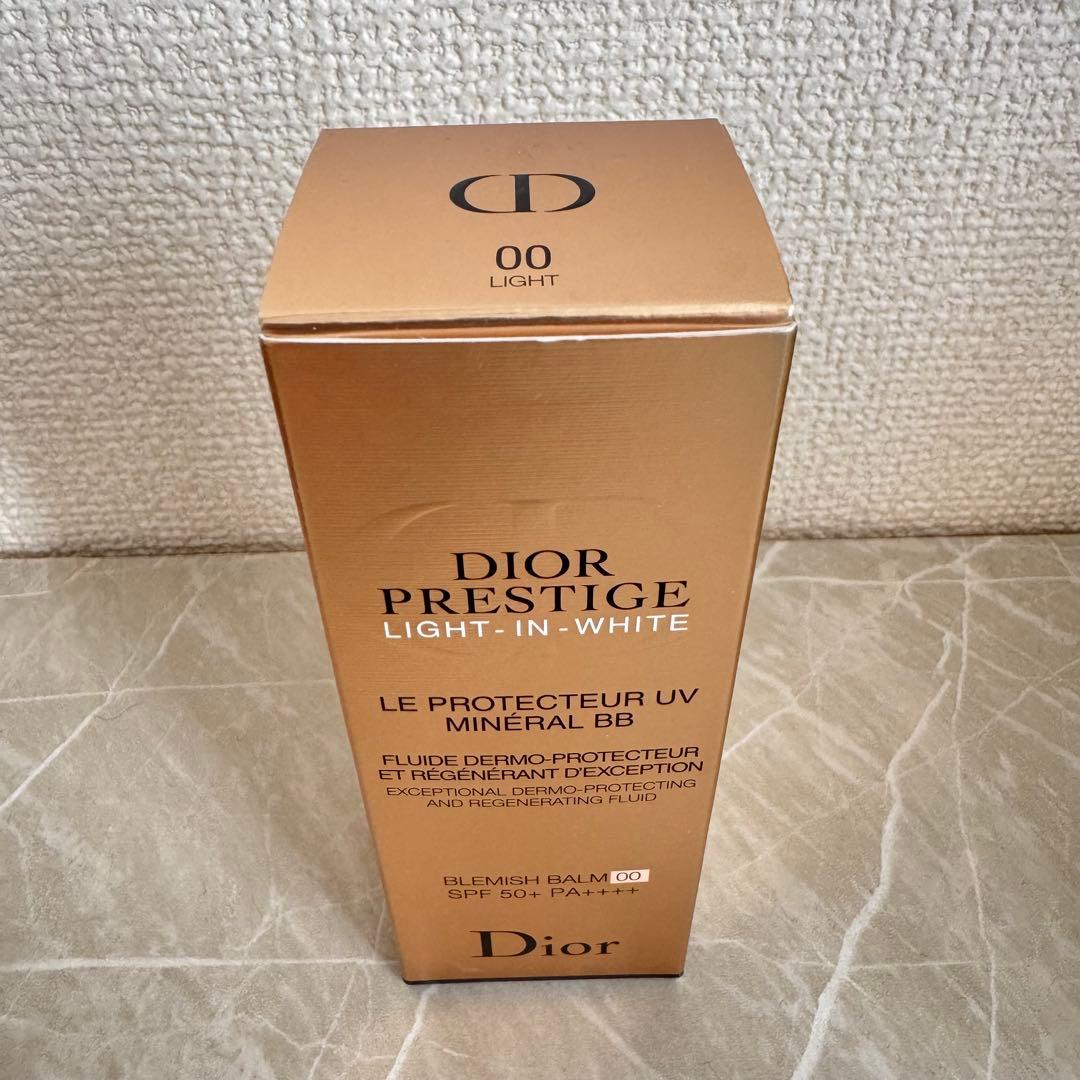 CD
00
LIGHT
DIOR
PRESTIGE
LIGHT-IN-WHITE
LE PROTECTEUR UV
MINÉRAL BB
FLUIDE DERMO-PROTECTEUR
ET RÉGÉNÉRANT D'EXCEPTION
EXCEPTIONAL DERMO-PROTECTING
AND REGENERATING FLUID
BLEMISH BALM 00
SPF 50+ PA++++
Dior